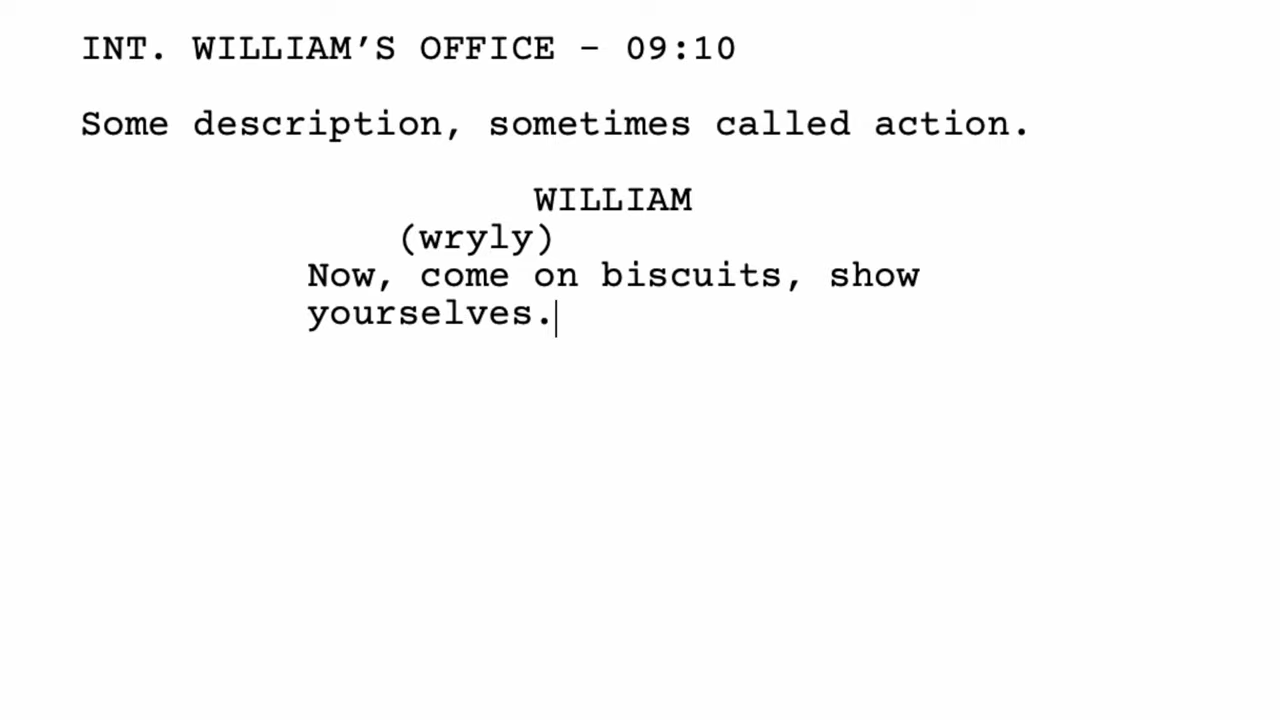 INT. WILLIAM’S OFFICE – 09:10
Some description, sometimes called action.
WILLIAM
(wryly)
Now, come on biscuits, show
yourselves.